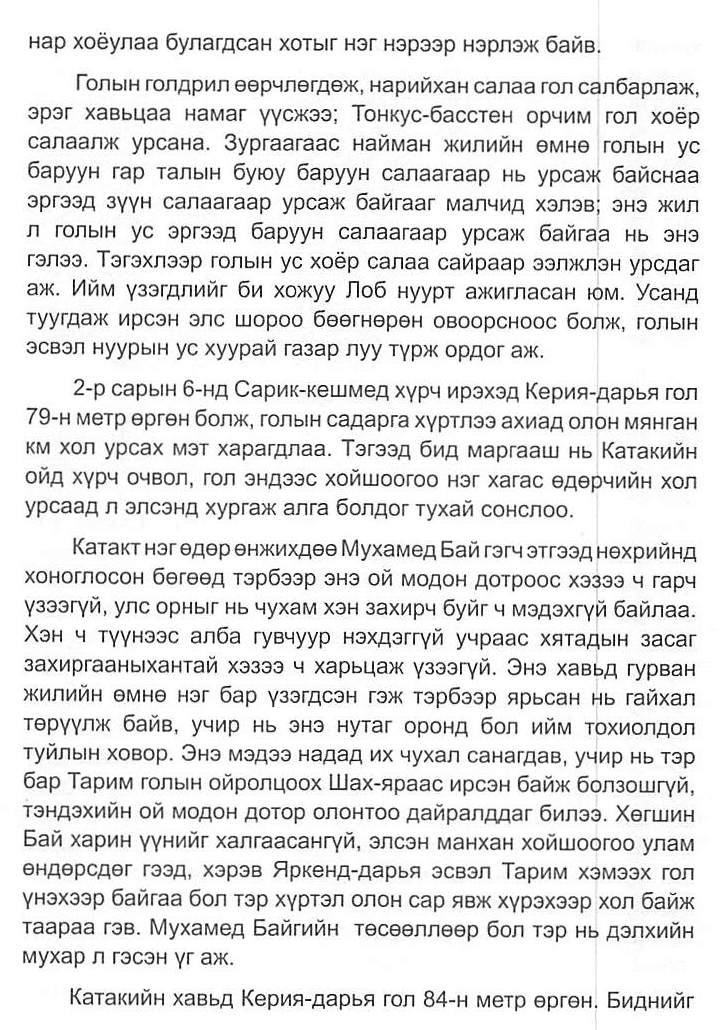 нар хоёулаа булагдсан хотыг нэг нэрээр нэрлэж байв.
Голын голдрил өөрчлөгдөж, нарийхан салаа гол салбарлаж,
эрэг хавьцаа намаг үүсжээ; Тонкус-басстен орчим гол хоёр
салаалж урсана. Зургаагаас найман жилийн өмнө голын ус
баруун гар талын буюу баруун салаагаар нь урсаж байснаа
эргээд зүүн салаагаар урсаж байгааг малчид хэлэв; энэ жил
л голын ус эргээд баруун салаагаар урсаж байгаа нь энэ
гэлээ. Тэгэхлээр голын ус хоёр салаа сайраар ээлжлэн урсдаг
аж. Ийм үзэгдлийг би хожуу Лоб нуурт ажигласан юм. Усанд
туугдаж ирсэн элс шороо бөөгнөрөн овоорсноос болж, голын
эсвэл нуурын ус хуурай газар луу түрж ордог аж.
2-р сарын 6-нд Сарик-кешмед хүрч ирэхэд Керия-дарья гол
79-н метр өргөн болж, голын садарга хүртлээ ахиад олон мянган
км хол урсах мэт харагдлаа. Тэгээд бид маргааш нь Катакийн
ойд хүрч очвол, гол эндээс хойшоогоо нэг хагас өдөрчийн хол
урсаад л элсэнд хургаж алга болдог тухай сонслоо.
Катакт нэг өдөр өнжихдөө Мухамед Бай гэгч этгээд нөхрийнд
хоноглосон бөгөөд тэрбээр энэ ой модон дотроос хэзээ ч гарч
үзээгүй, улс орныг нь чухам хэн захирч буйг ч мэдэхгүй байлаа.
Хэн ч түүнээс алба гувчуур нэхдэггүй учраас хятадын засаг
захиргааныхантай хэзээ ч харьцаж үзээгүй. Энэ хавьд гурван
жилийн өмнө нэг бар үзэгдсэн гэж тэрбээр ярьсан нь гайхал
төрүүлж байв, учир нь энэ нутаг оронд бол ийм тохиолдол
туйлын ховор. Энэ мэдээ надад их чухал санагдав, учир нь тэр
бар Тарим голын ойролцоох Шах-яраас ирсэн байж болзошгүй,
тэндэхийн ой модон дотор олонтоо дайралддаг билээ. Хөгшин
Бай харин үүнийг халгаасангүй, элсэн манхан хойшоогоо улам
өндөрсдөг гээд, хэрэв Яркенд-дарья эсвэл Тарим хэмээх гол
үнэхээр байгаа бол тэр хүртэл олон сар явж хүрэхээр хол байж
таараа гэв. Мухамед Байгийн төсөөллөөр бол тэр нь дэлхийн
мухар л гэсэн үг аж.
Катакийн хавьд Керия-дарья гол 84-н метр өргөн. Биднийг